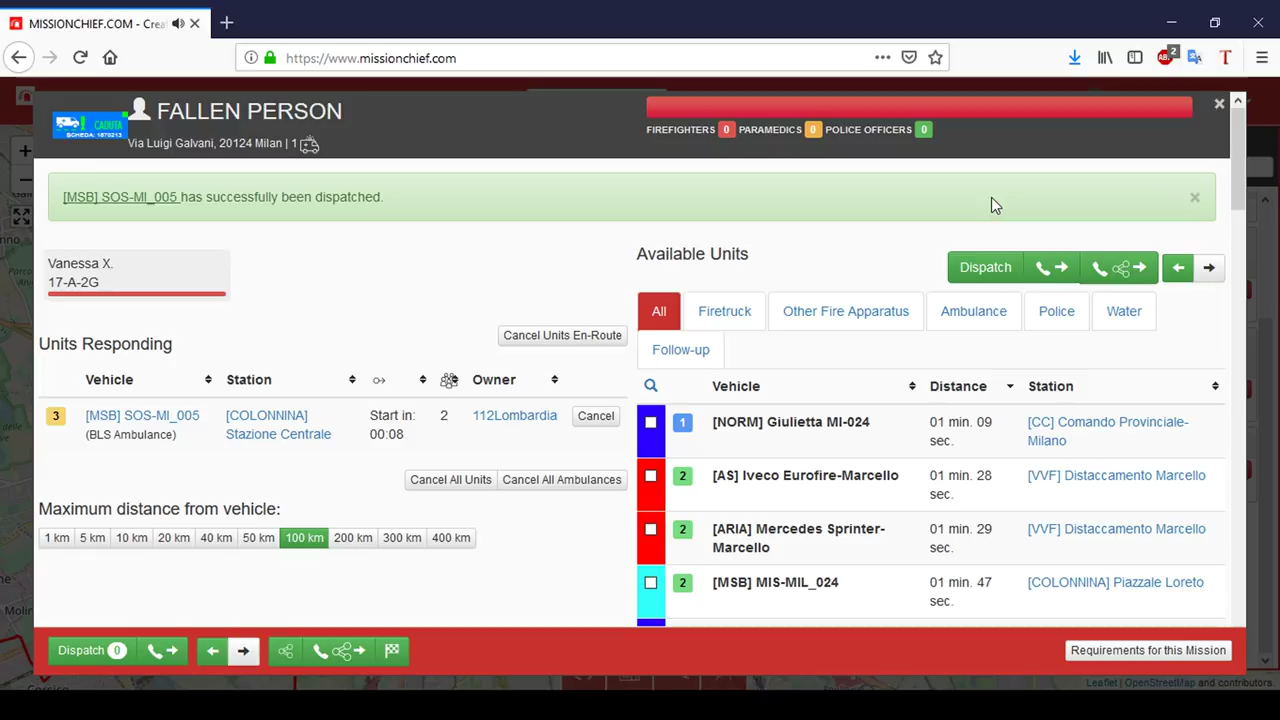 MISSIONCHIEF.COM - Crea
https://www.missionchief.com
2
CADUTA
SCHEDA: 1870213
FALLEN PERSON
Via Luigi Galvani, 20124 Milan | 1
FIREFIGHTERS 0 PARAMEDICS 0 POLICE OFFICERS 0
[MSB] SOS-MI_005 has successfully been dispatched.
Vanessa X.
17-A-2G
Cancel Units En-Route
Units Responding
Vehicle Station Owner
3 [MSB] SOS-MI_005 (BLS Ambulance) [COLONNINA] Stazione Centrale Start in: 00:08 2 112Lombardia Cancel
Cancel All Units Cancel All Ambulances
Maximum distance from vehicle:
1 km 5 km 10 km 20 km 40 km 50 km 100 km 200 km 300 km 400 km
Available Units
Dispatch
All Firetruck Other Fire Apparatus Ambulance Police Water
Follow-up
Vehicle Distance Station
1 [NORM] Giulietta MI-024 01 min. 09 sec. [CC] Comando Provinciale-Milano
2 [AS] Iveco Eurofire-Marcello 01 min. 28 sec. [VVF] Distaccamento Marcello
2 [ARIA] Mercedes Sprinter-Marcello 01 min. 29 sec. [VVF] Distaccamento Marcello
2 [MSB] MIS-MIL_024 01 min. 47 sec. [COLONNINA] Piazzale Loreto
Dispatch 0
Requirements for this Mission
Leaflet | OpenStreetMap and contributors